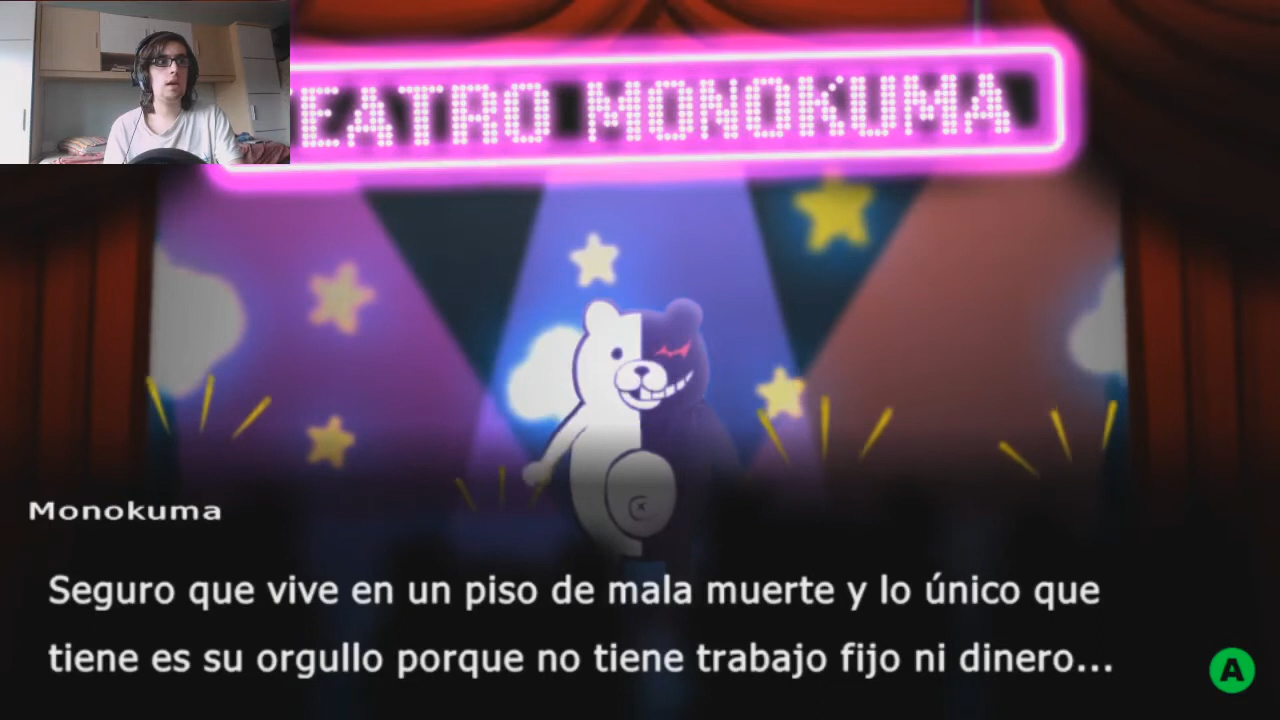 EATRO MONOKUMA
Monokuma
Seguro que vive en un piso de mala muerte y lo único que
tiene es su orgullo porque no tiene trabajo fijo ni dinero...
A